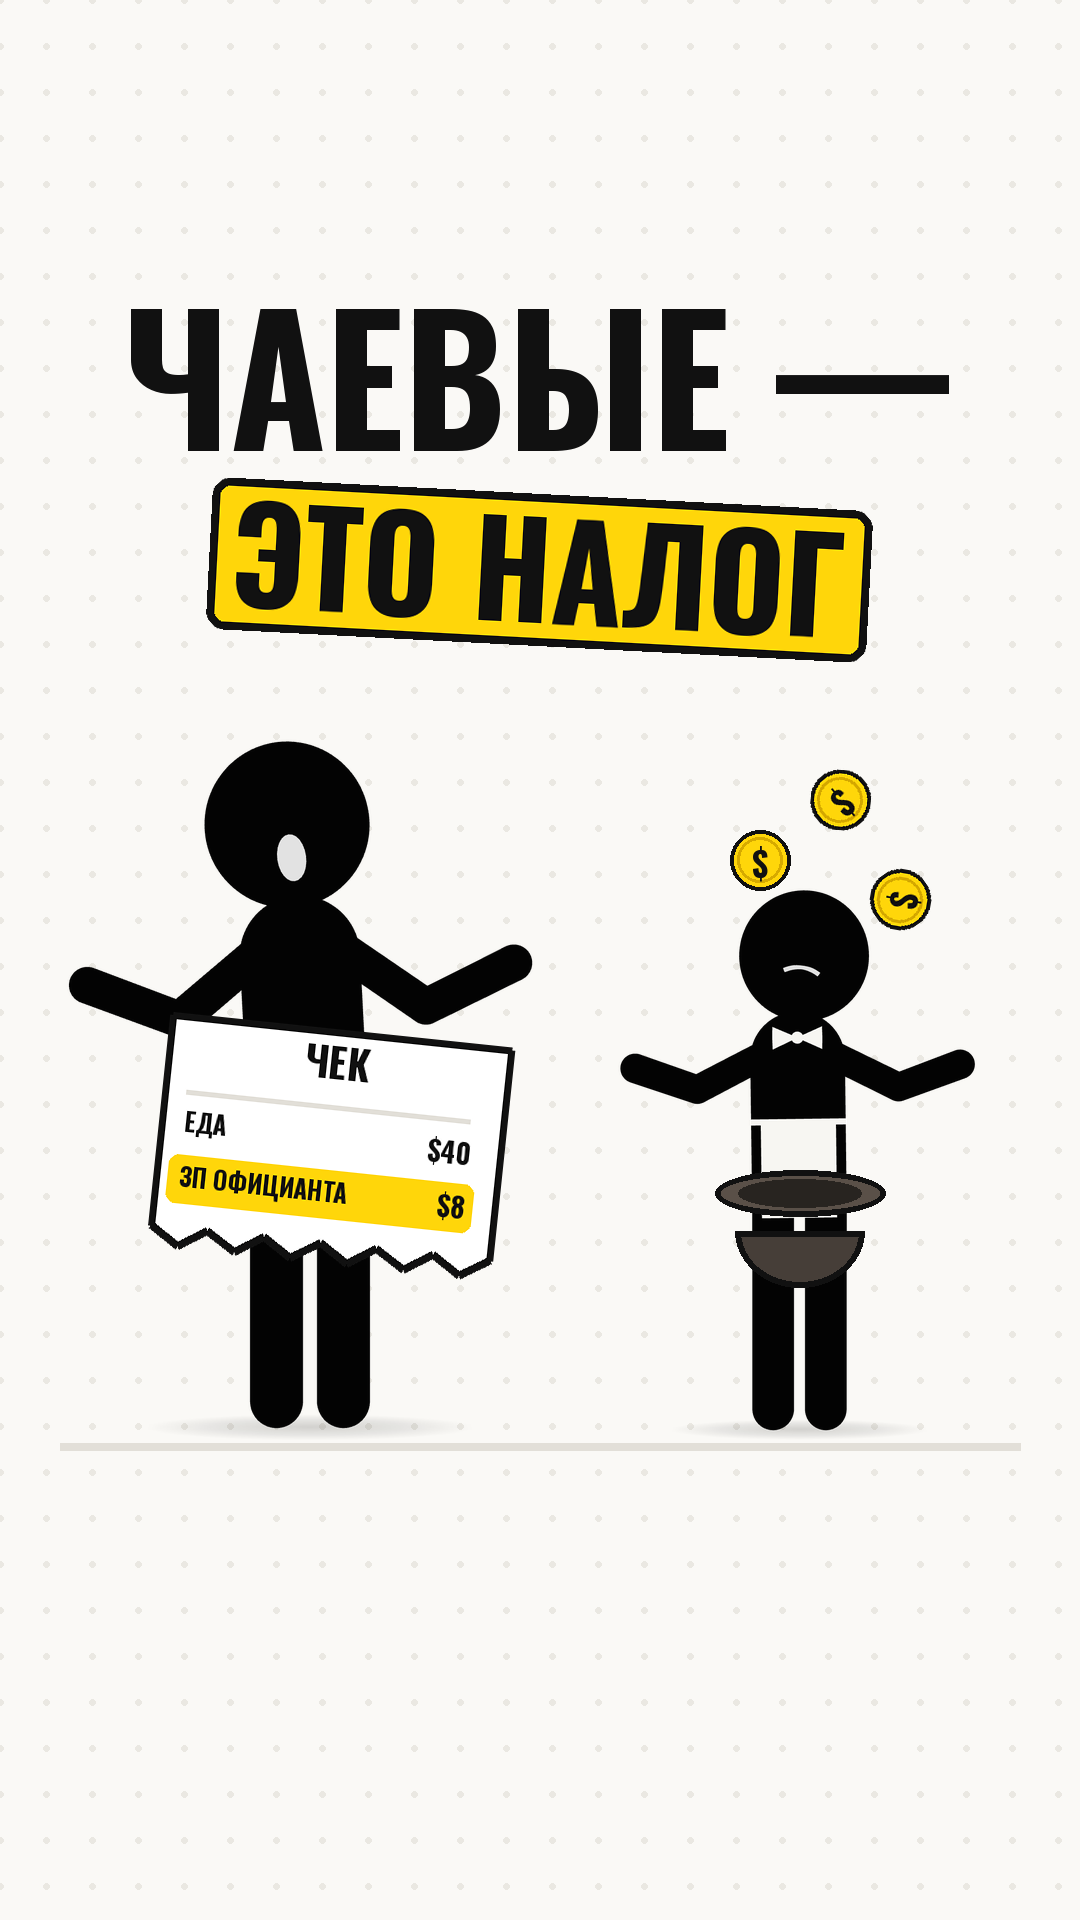 ЧАЕВЫЕ —
ЭТО НАЛОГ
$
$
$
ЧЕК
ЕДА $40
ЗП ОФИЦИАНТА $8